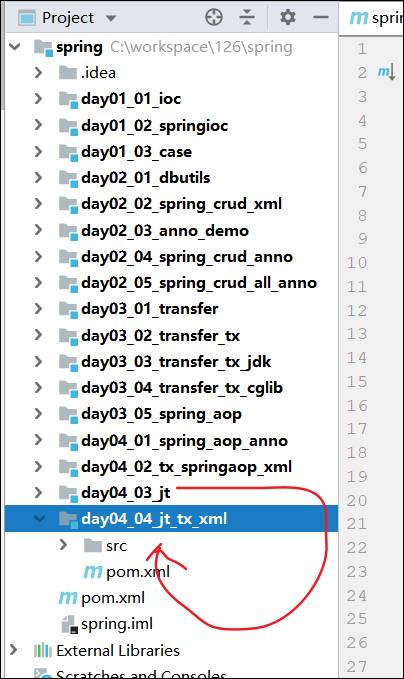 Project
sprin
spring C:\workspace\126\spring
.idea
day01_01_ioc
day01_02_springioc
day01_03_case
day02_01_dbutils
day02_02_spring_crud_xml
day02_03_anno_demo
day02_04_spring_crud_anno
day02_05_spring_crud_all_anno
day03_01_transfer
day03_02_transfer_tx
day03_03_transfer_tx_jdk
day03_04_transfer_tx_cglib
day03_05_spring_aop
day04_01_spring_aop_anno
day04_02_tx_springaop_xml
day04_03_jt
day04_04_jt_tx_xml
src
m pom.xml
m pom.xml
spring.iml
External Libraries
Scratches and Consoles
1
2
3
4
5
6
7
8
9
10
11
12
13
14
15
16
17
18
19
20
21
22
23
24
25
26
27